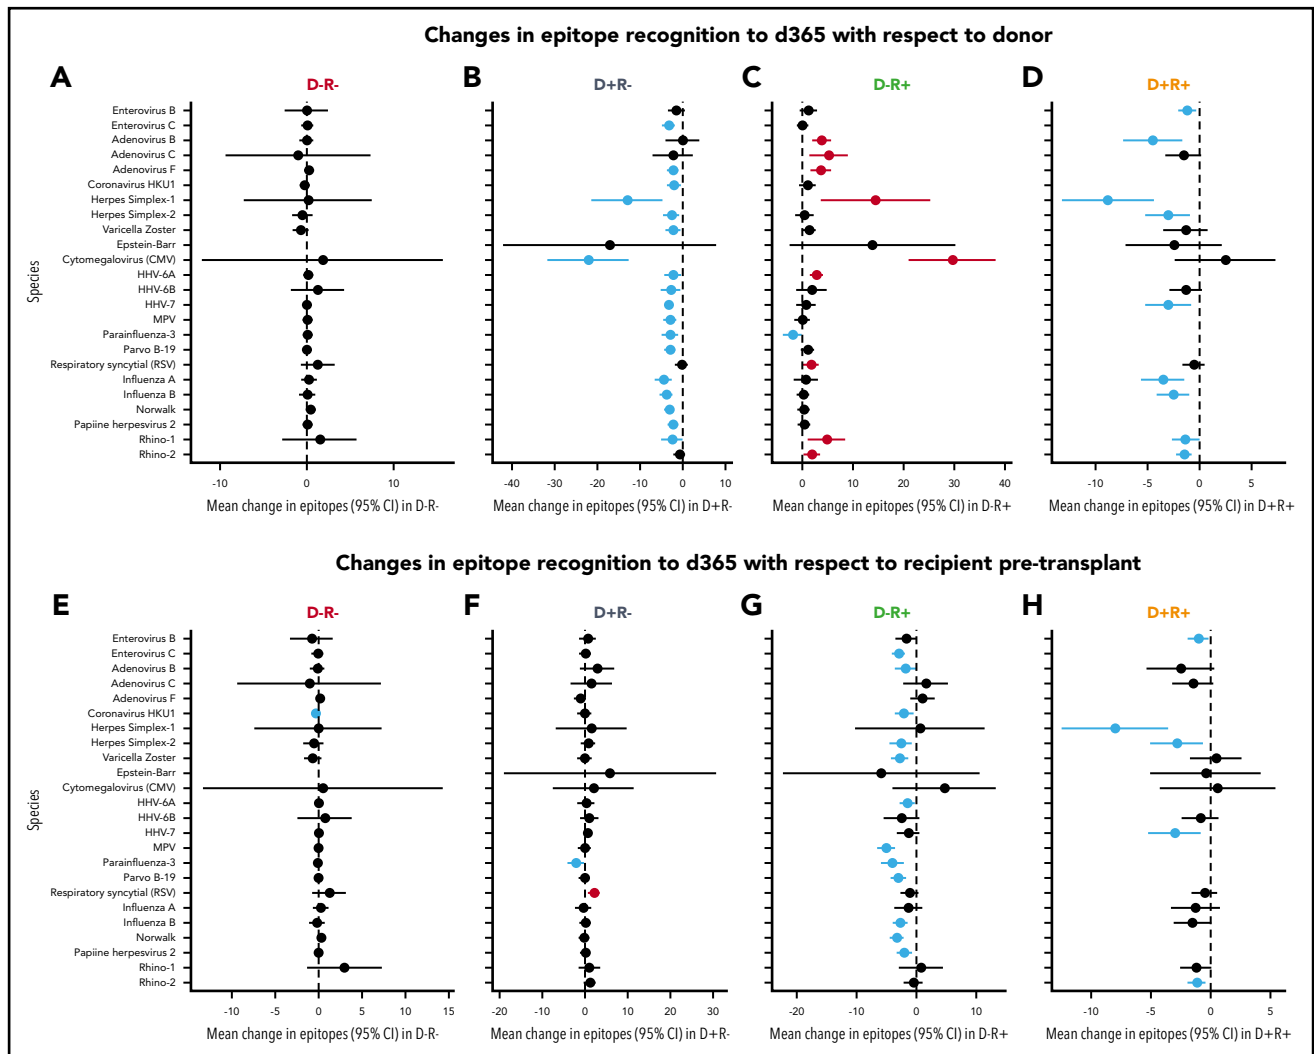 Changes in epitope recognition to d365 with respect to donor
A B C D
D-R- D+R- D-R+ D+R+
Species
Enterovirus B
Enterovirus C
Adenovirus B
Adenovirus C
Adenovirus F
Coronavirus HKU1
Herpes Simplex-1
Herpes Simplex-2
Varicella Zoster
Epstein-Barr
Cytomegalovirus (CMV)
HHV-6A
HHV-6B
HHV-7
MPV
Parainfluenza-3
Parvo B-19
Respiratory syncytial (RSV)
Influenza A
Influenza B
Norwalk
Papiine herpesvirus 2
Rhino-1
Rhino-2
-10 0 10 -40 -30 -20 -10 0 10 0 10 20 30 40 -10 -5 0 5
Mean change in epitopes (95% CI) in D-R- Mean change in epitopes (95% CI) in D+R- Mean change in epitopes (95% CI) in D-R+ Mean change in epitopes (95% CI) in D+R+
Changes in epitope recognition to d365 with respect to recipient pre-transplant
E F G H
D-R- D+R- D-R+ D+R+
Species
Enterovirus B
Enterovirus C
Adenovirus B
Adenovirus C
Adenovirus F
Coronavirus HKU1
Herpes Simplex-1
Herpes Simplex-2
Varicella Zoster
Epstein-Barr
Cytomegalovirus (CMV)
HHV-6A
HHV-6B
HHV-7
MPV
Parainfluenza-3
Parvo B-19
Respiratory syncytial (RSV)
Influenza A
Influenza B
Norwalk
Papiine herpesvirus 2
Rhino-1
Rhino-2
-10 -5 0 5 10 15 -20 -10 0 10 20 30 -20 -10 0 10 -10 -5 0 5
Mean change in epitopes (95% CI) in D-R- Mean change in epitopes (95% CI) in D+R- Mean change in epitopes (95% CI) in D-R+ Mean change in epitopes (95% CI) in D+R+